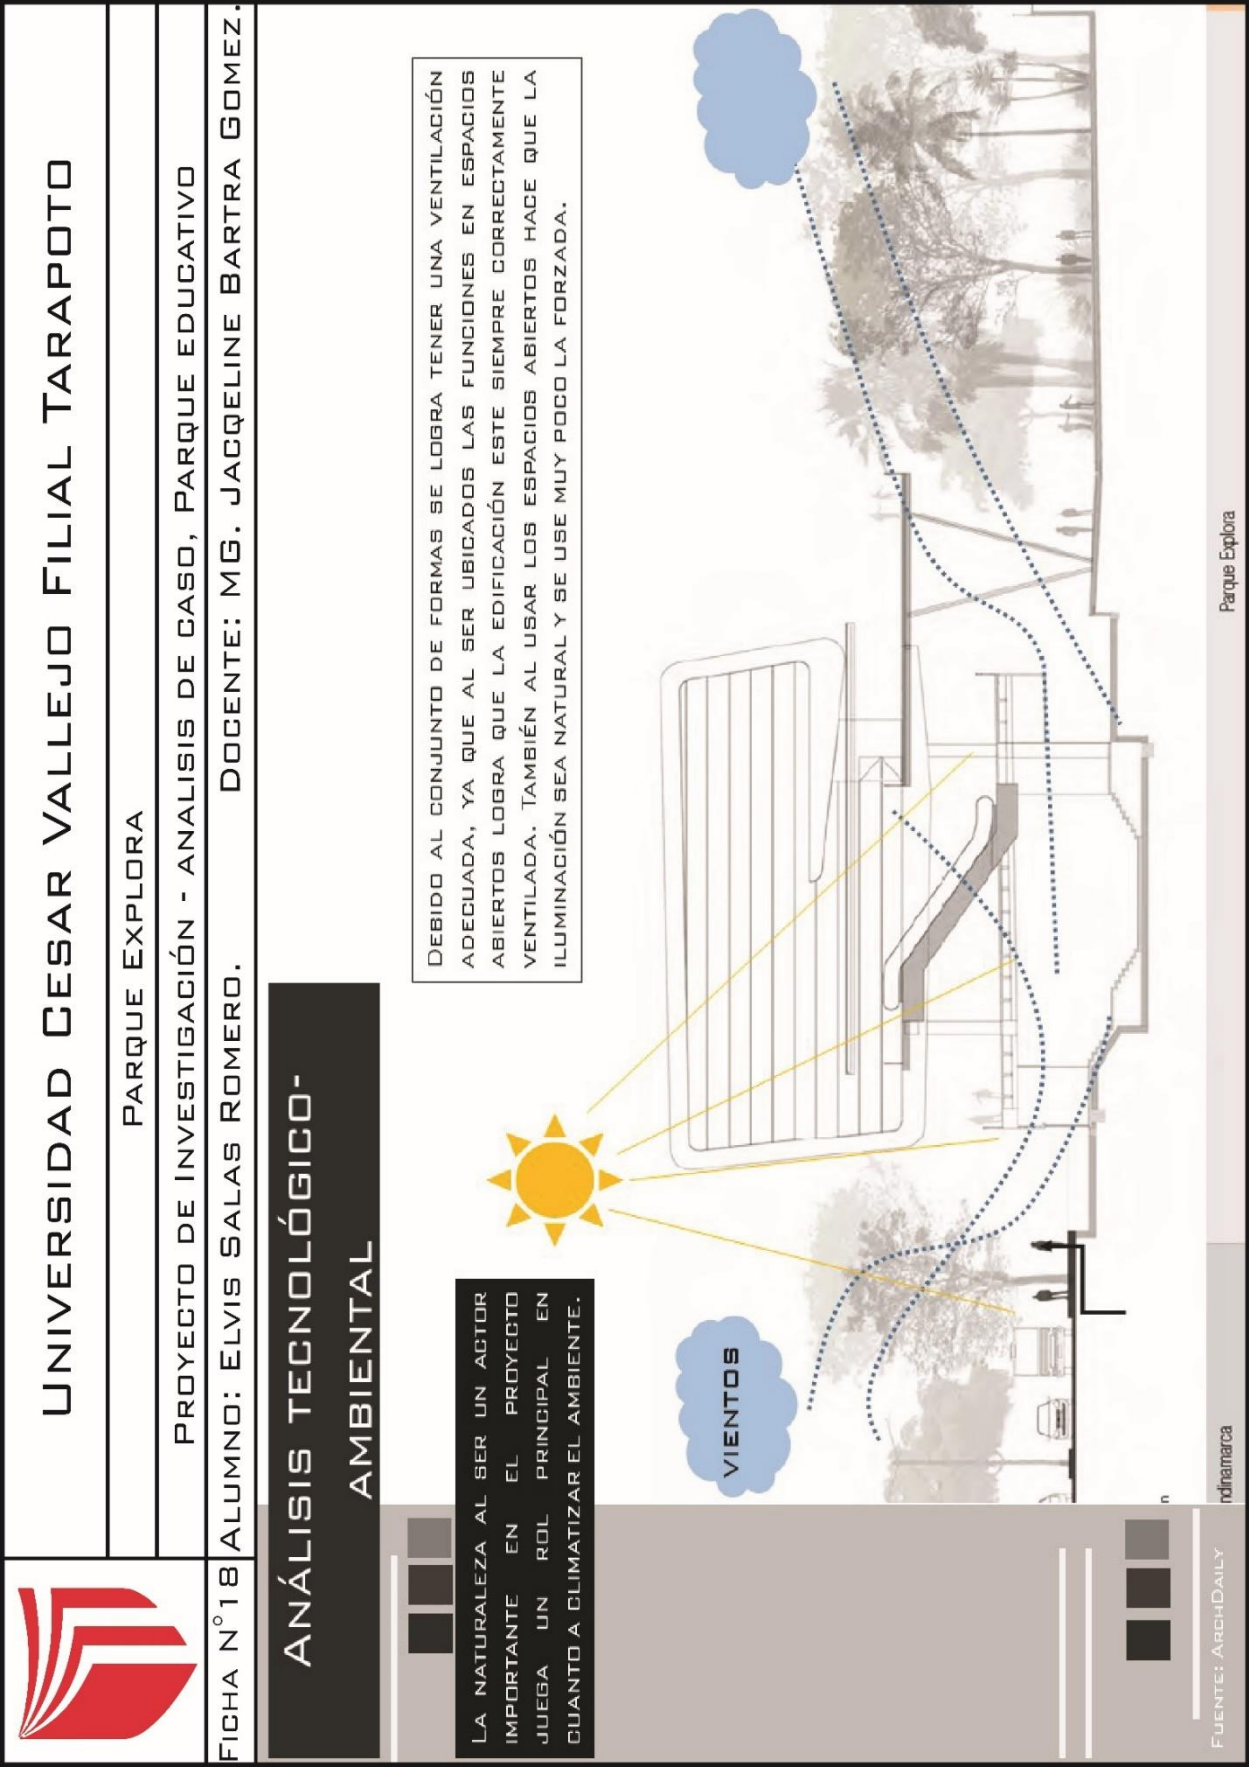 Universidad Cesar Vallejo Filial Tarapoto
Parque Explora
Proyecto de Investigación - analisis de caso, Parque educativo
Ficha N°18
Alumno: Elvis Salas Romero.
Docente: MG. Jacqeline Bartra Gomez.
Análisis tecnológico-
ambiental
Debido al conjunto de formas se logra tener una ventilación
adecuada, ya que al ser ubicados las funciones en espacios
abiertos logra que la edificación este siempre correctamente
ventilada. También al usar los espacios abiertos hace que la
iluminación sea natural y se use muy poco la forzada.
La naturaleza al ser un actor
importante en el proyecto
juega un rol principal en
cuanto a climatizar el ambiente.
VIENTOS
n
ndinamarca
Parque Explora
Fuente: ArchDaily